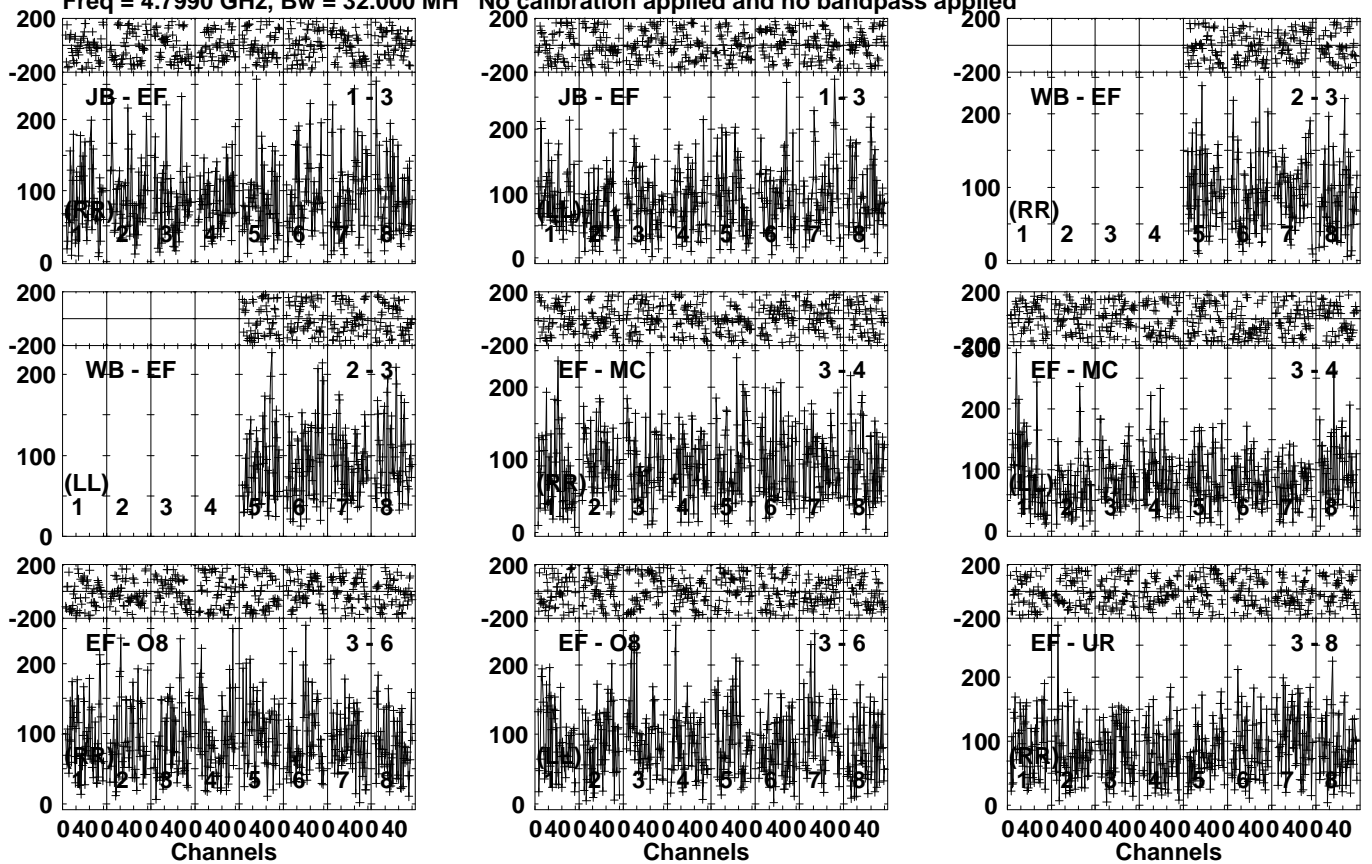 Freq = 4.7990 GHz, Bw = 32.000 MH No calibration applied and no bandpass applied
200
-200
JB - EF 1 - 3
200
100
(RR)
1 2 3 4 5 6 7 8
0
200
-200
JB - EF 1 - 3
200
100
(LL)
1 2 3 4 5 6 7 8
0
200
-200
WB - EF 2 - 3
200
100
(RR)
1 2 3 4 5 6 7 8
0
200
-200
WB - EF 2 - 3
200
100
(LL)
1 2 3 4 5 6 7 8
0
200
-200
EF - MC 3 - 4
200
100
(RR)
1 2 3 4 5 6 7 8
0
200
-200
300
EF - MC 3 - 4
200
100
(LL)
1 2 3 4 5 6 7 8
0
200
-200
EF - O8 3 - 6
200
100
(RR)
1 2 3 4 5 6 7 8
0
0 40 0 40 0 40 0 40 0 40 0 40 0 40 0 40
Channels
200
-200
EF - O8 3 - 6
200
100
(LL)
1 2 3 4 5 6 7 8
0
0 40 0 40 0 40 0 40 0 40 0 40 0 40 0 40
Channels
200
-200
EF - UR 3 - 8
200
100
(RR)
1 2 3 4 5 6 7 8
0
0 40 0 40 0 40 0 40 0 40 0 40 0 40 0 40
Channels